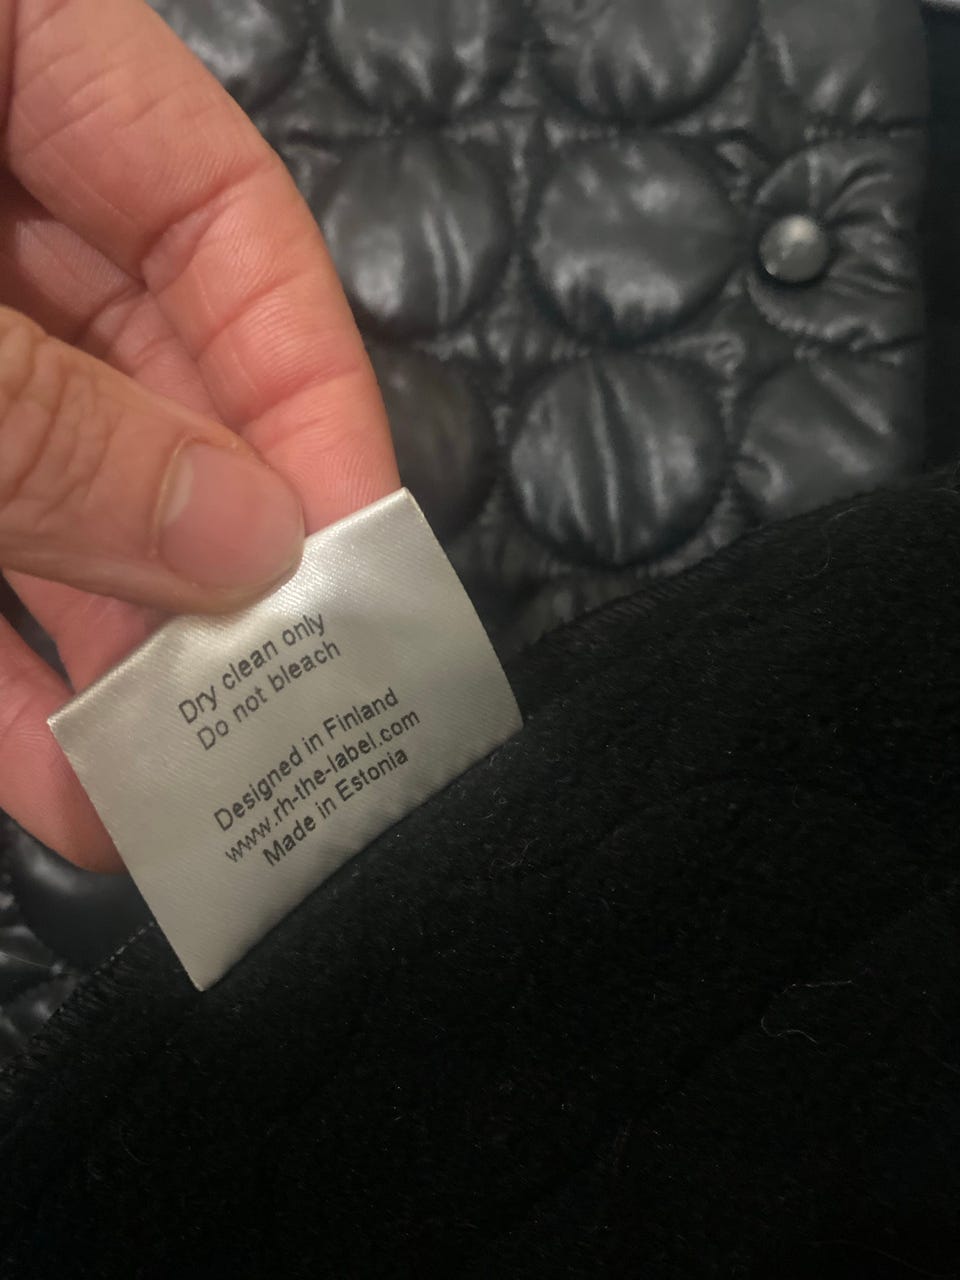 Dry clean only
Do not bleach
Designed in Finland
www.rh-the-label.com
Made in Estonia